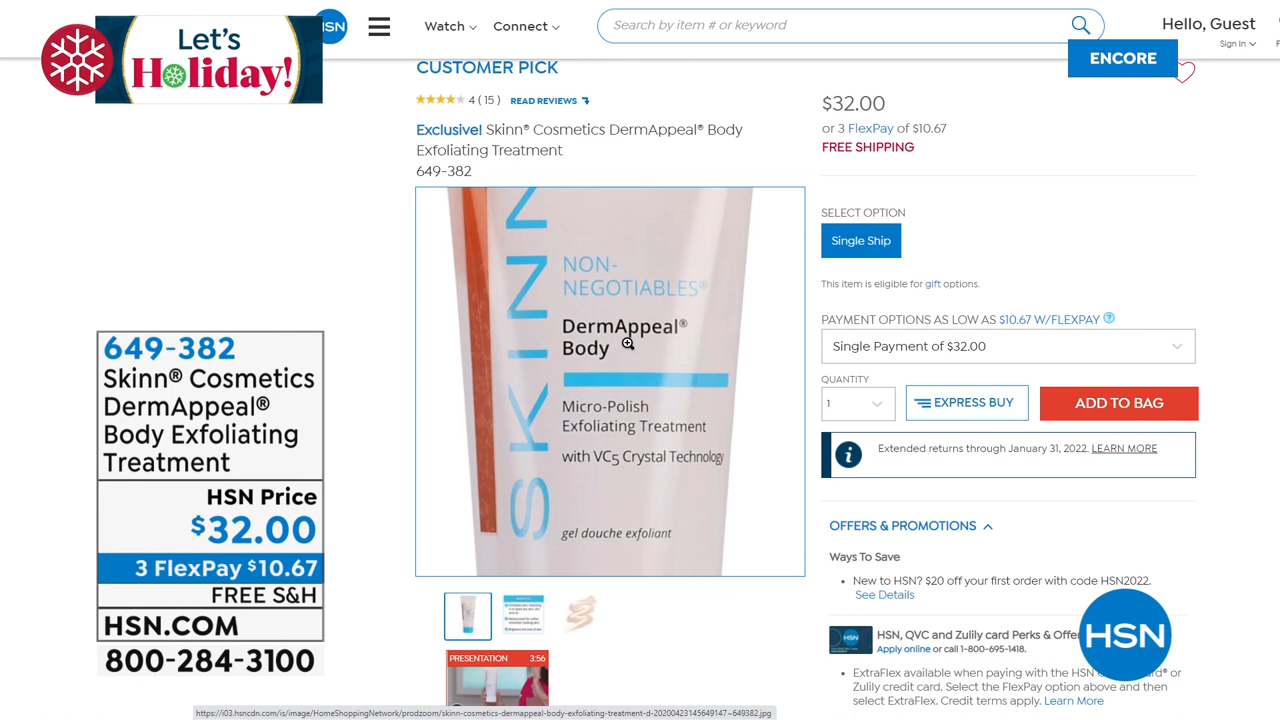 Let's
Holiday!
HSN
Watch
Connect
Search by item # or keyword
Hello, Guest
Sign In
ENCORE
CUSTOMER PICK
4 ( 15 ) READ REVIEWS
Exclusive! Skinn® Cosmetics DermAppeal® Body
Exfoliating Treatment
649-382
SKINN
NON-
NEGOTIABLES®
DermAppeal®
Body
Micro-Polish
Exfoliating Treatment
with VC5 Crystal Technology
gel douche exfoliant
PRESENTATION 3:56
$32.00
or 3 FlexPay of $10.67
FREE SHIPPING
SELECT OPTION
Single Ship
This item is eligible for gift options.
PAYMENT OPTIONS AS LOW AS $10.67 W/FLEXPAY ?
Single Payment of $32.00
QUANTITY
1
EXPRESS BUY
ADD TO BAG
Extended returns through January 31, 2022. LEARN MORE
OFFERS & PROMOTIONS
Ways To Save
• New to HSN? $20 off your first order with code HSN2022.
See Details
HSN, QVC and Zulily card Perks &
Apply online or call 1-800-695-1418.
• ExtraFlex available when paying with the HSN or
Zulily credit card. Select the FlexPay option above and then
select ExtraFlex. Credit terms apply. Learn More
HSN
649-382
Skinn® Cosmetics
DermAppeal®
Body Exfoliating
Treatment
HSN Price
$32.00
3 FlexPay $10.67
FREE S&H
HSN.COM
800-284-3100
https://i03.hsncdn.com/is/image/HomeShoppingNetwork/prodzoom/skinn-cosmetics-dermappeal-body-exfoliating-treatment-d-20200423145649147~649382.jpg